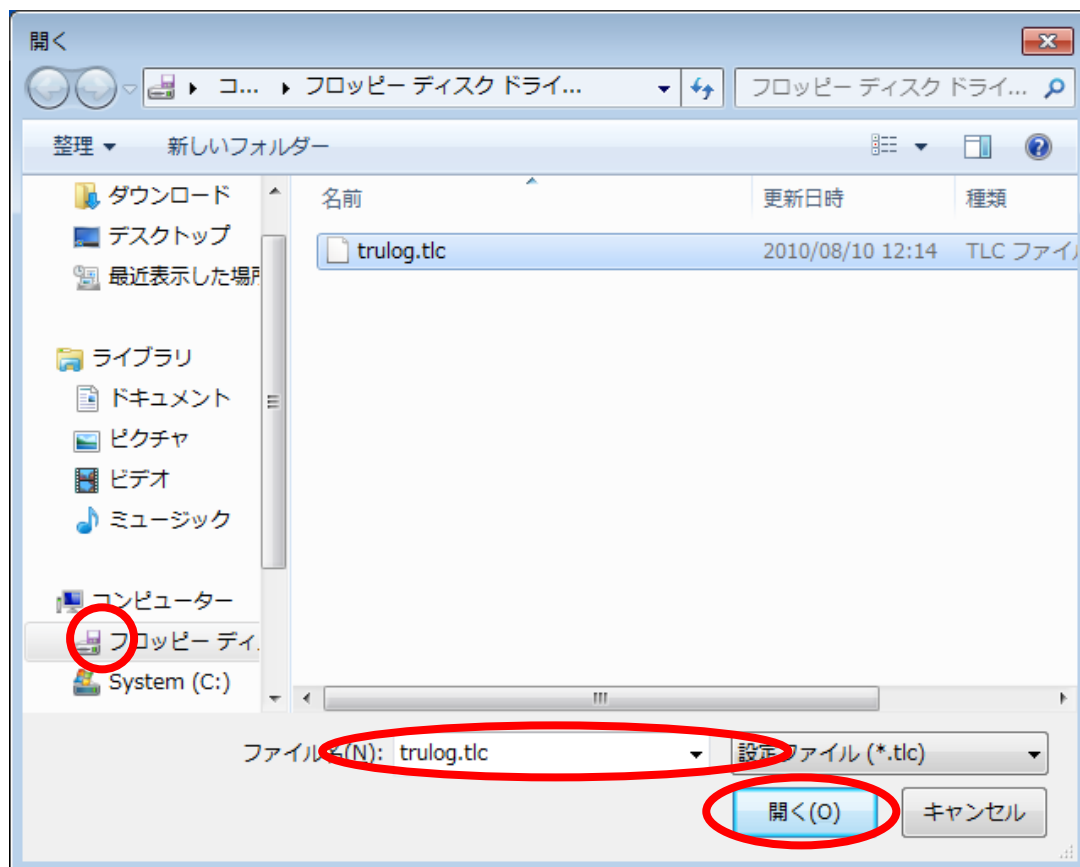 開く
コ... フロッピー ディスク ドライ... フロッピー ディスク ドライ...
整理 新しいフォルダー
ダウンロード
デスクトップ
最近表示した場所
ライブラリ
ドキュメント
ピクチャ
ビデオ
ミュージック
コンピューター
フロッピー ディ.
System (C:)
名前 更新日時 種類
trulog.tlc 2010/08/10 12:14 TLC ファイル
ファイル名(N): trulog.tlc 設定ファイル (*.tlc)
開く(O) キャンセル